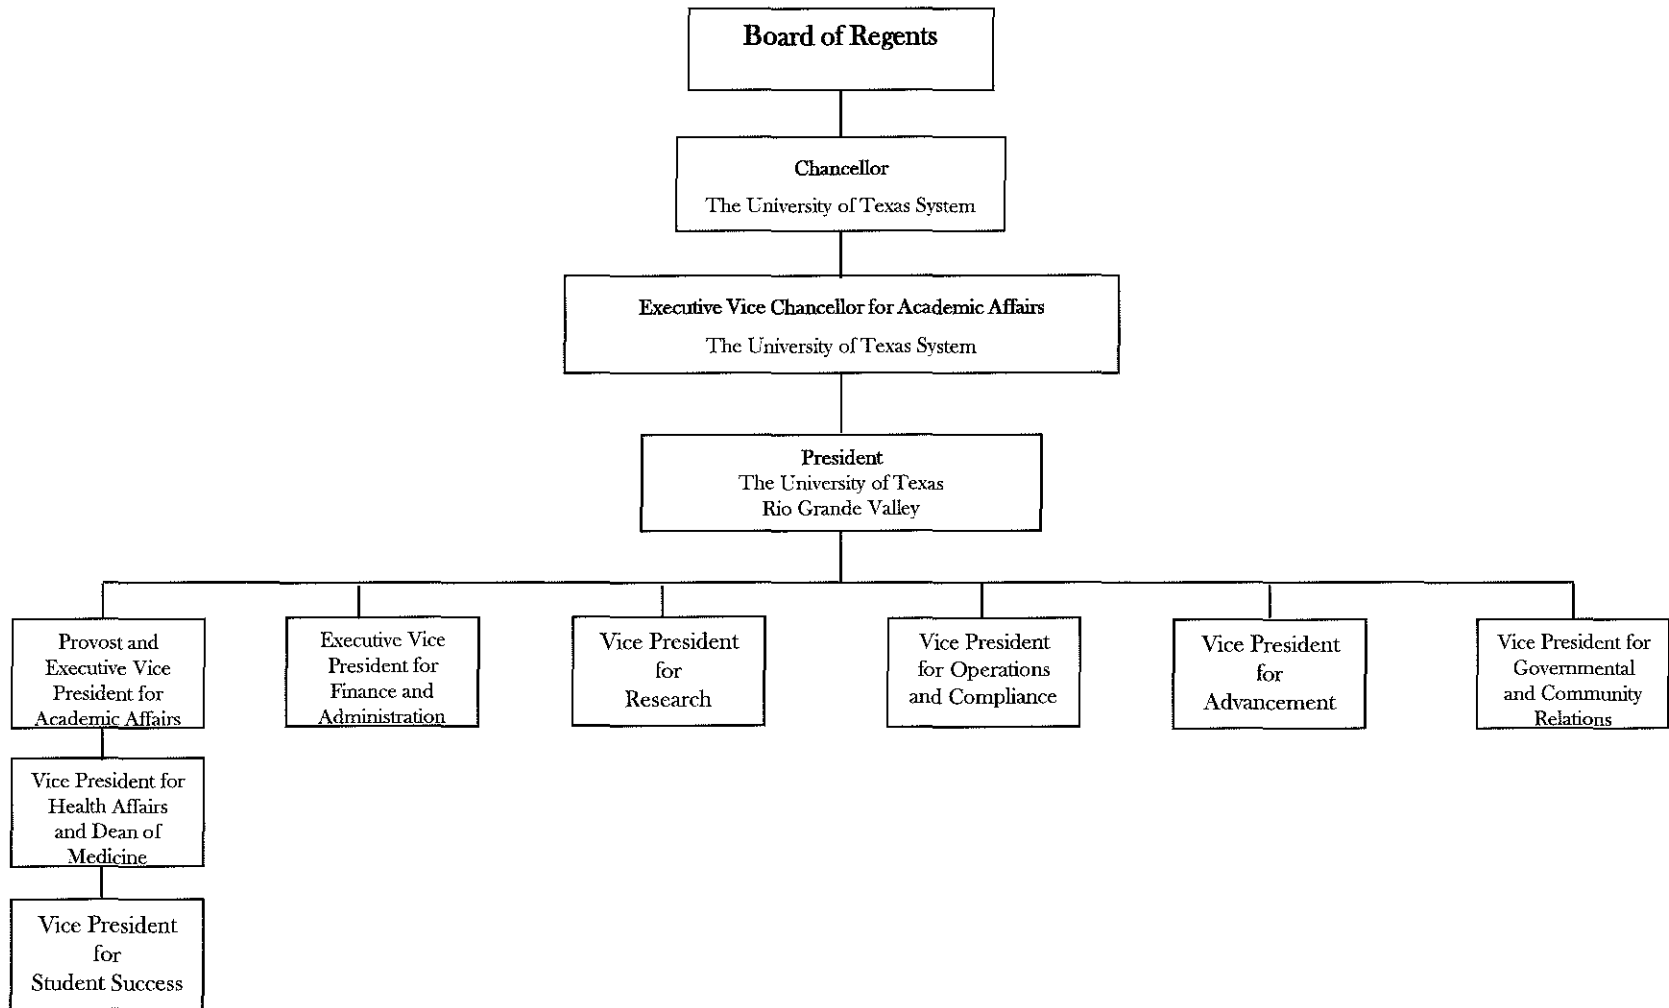 Board of Regents
Chancellor
The University of Texas System
Executive Vice Chancellor for Academic Affairs
The University of Texas System
President
The University of Texas
Rio Grande Valley
Provost and
Executive Vice
President for
Academic Affairs
Executive Vice
President for
Finance and
Administration
Vice President
for
Research
Vice President
for Operations
and Compliance
Vice President
for
Advancement
Vice President for
Governmental
and Community
Relations
Vice President for
Health Affairs
and Dean of
Medicine
Vice President
for
Student Success